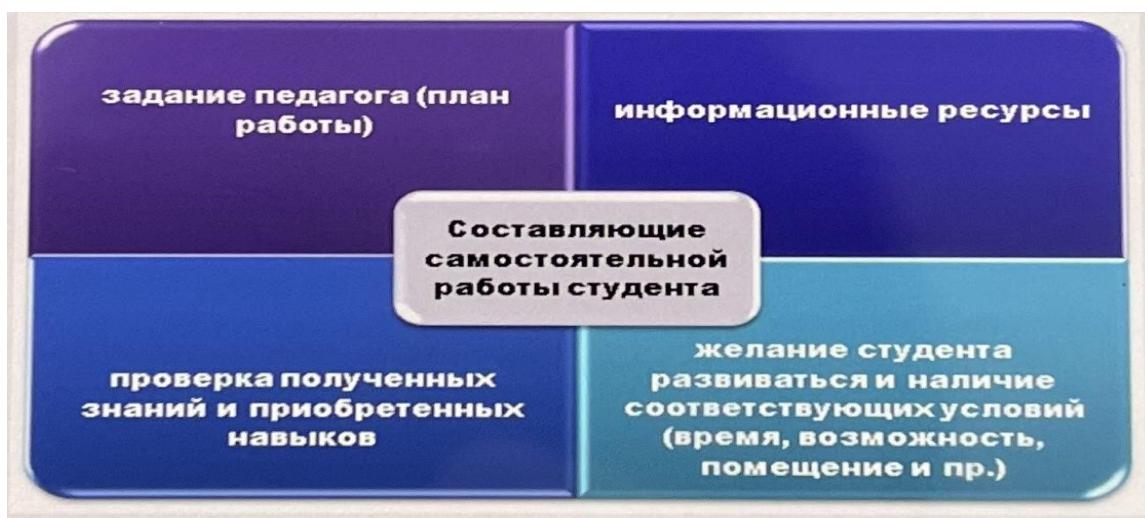 задание педагога (план
работы)
информационные ресурсы
Составляющие
самостоятельной
работы студента
проверка полученных
знаний и приобретенных
навыков
желание студента
развиваться и наличие
соответствующих условий
(время, возможность,
помещение и пр.)